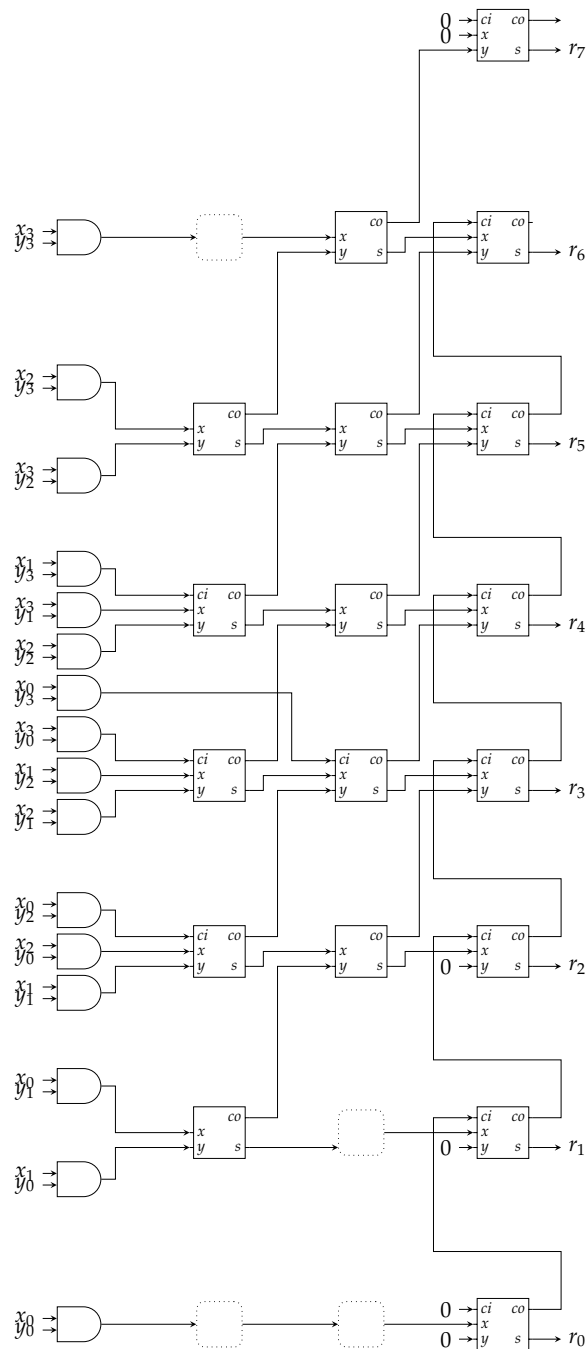 0 ci co
0 x
y s r7
x3
y3
co
x
y s
ci co
x
y s r6
x2
y3
x3
y2
co
x
y s
co
x
y s
ci co
x
y s r5
x1
y3
x3
y1
x2
y2
ci co
x
y s
co
x
y s
ci co
x
y s r4
x0
y3
x3
y0
x1
y2
x2
y1
ci co
x
y s
ci co
x
y s
ci co
x
y s r3
x0
y2
x2
y0
x1
y1
ci co
x
y s
co
x
y s
ci co
x
0 y s r2
x0
y1
x1
y0
co
x
y s
ci co
x
0 y s r1
x0
y0
0 ci co
x
0 y s r0